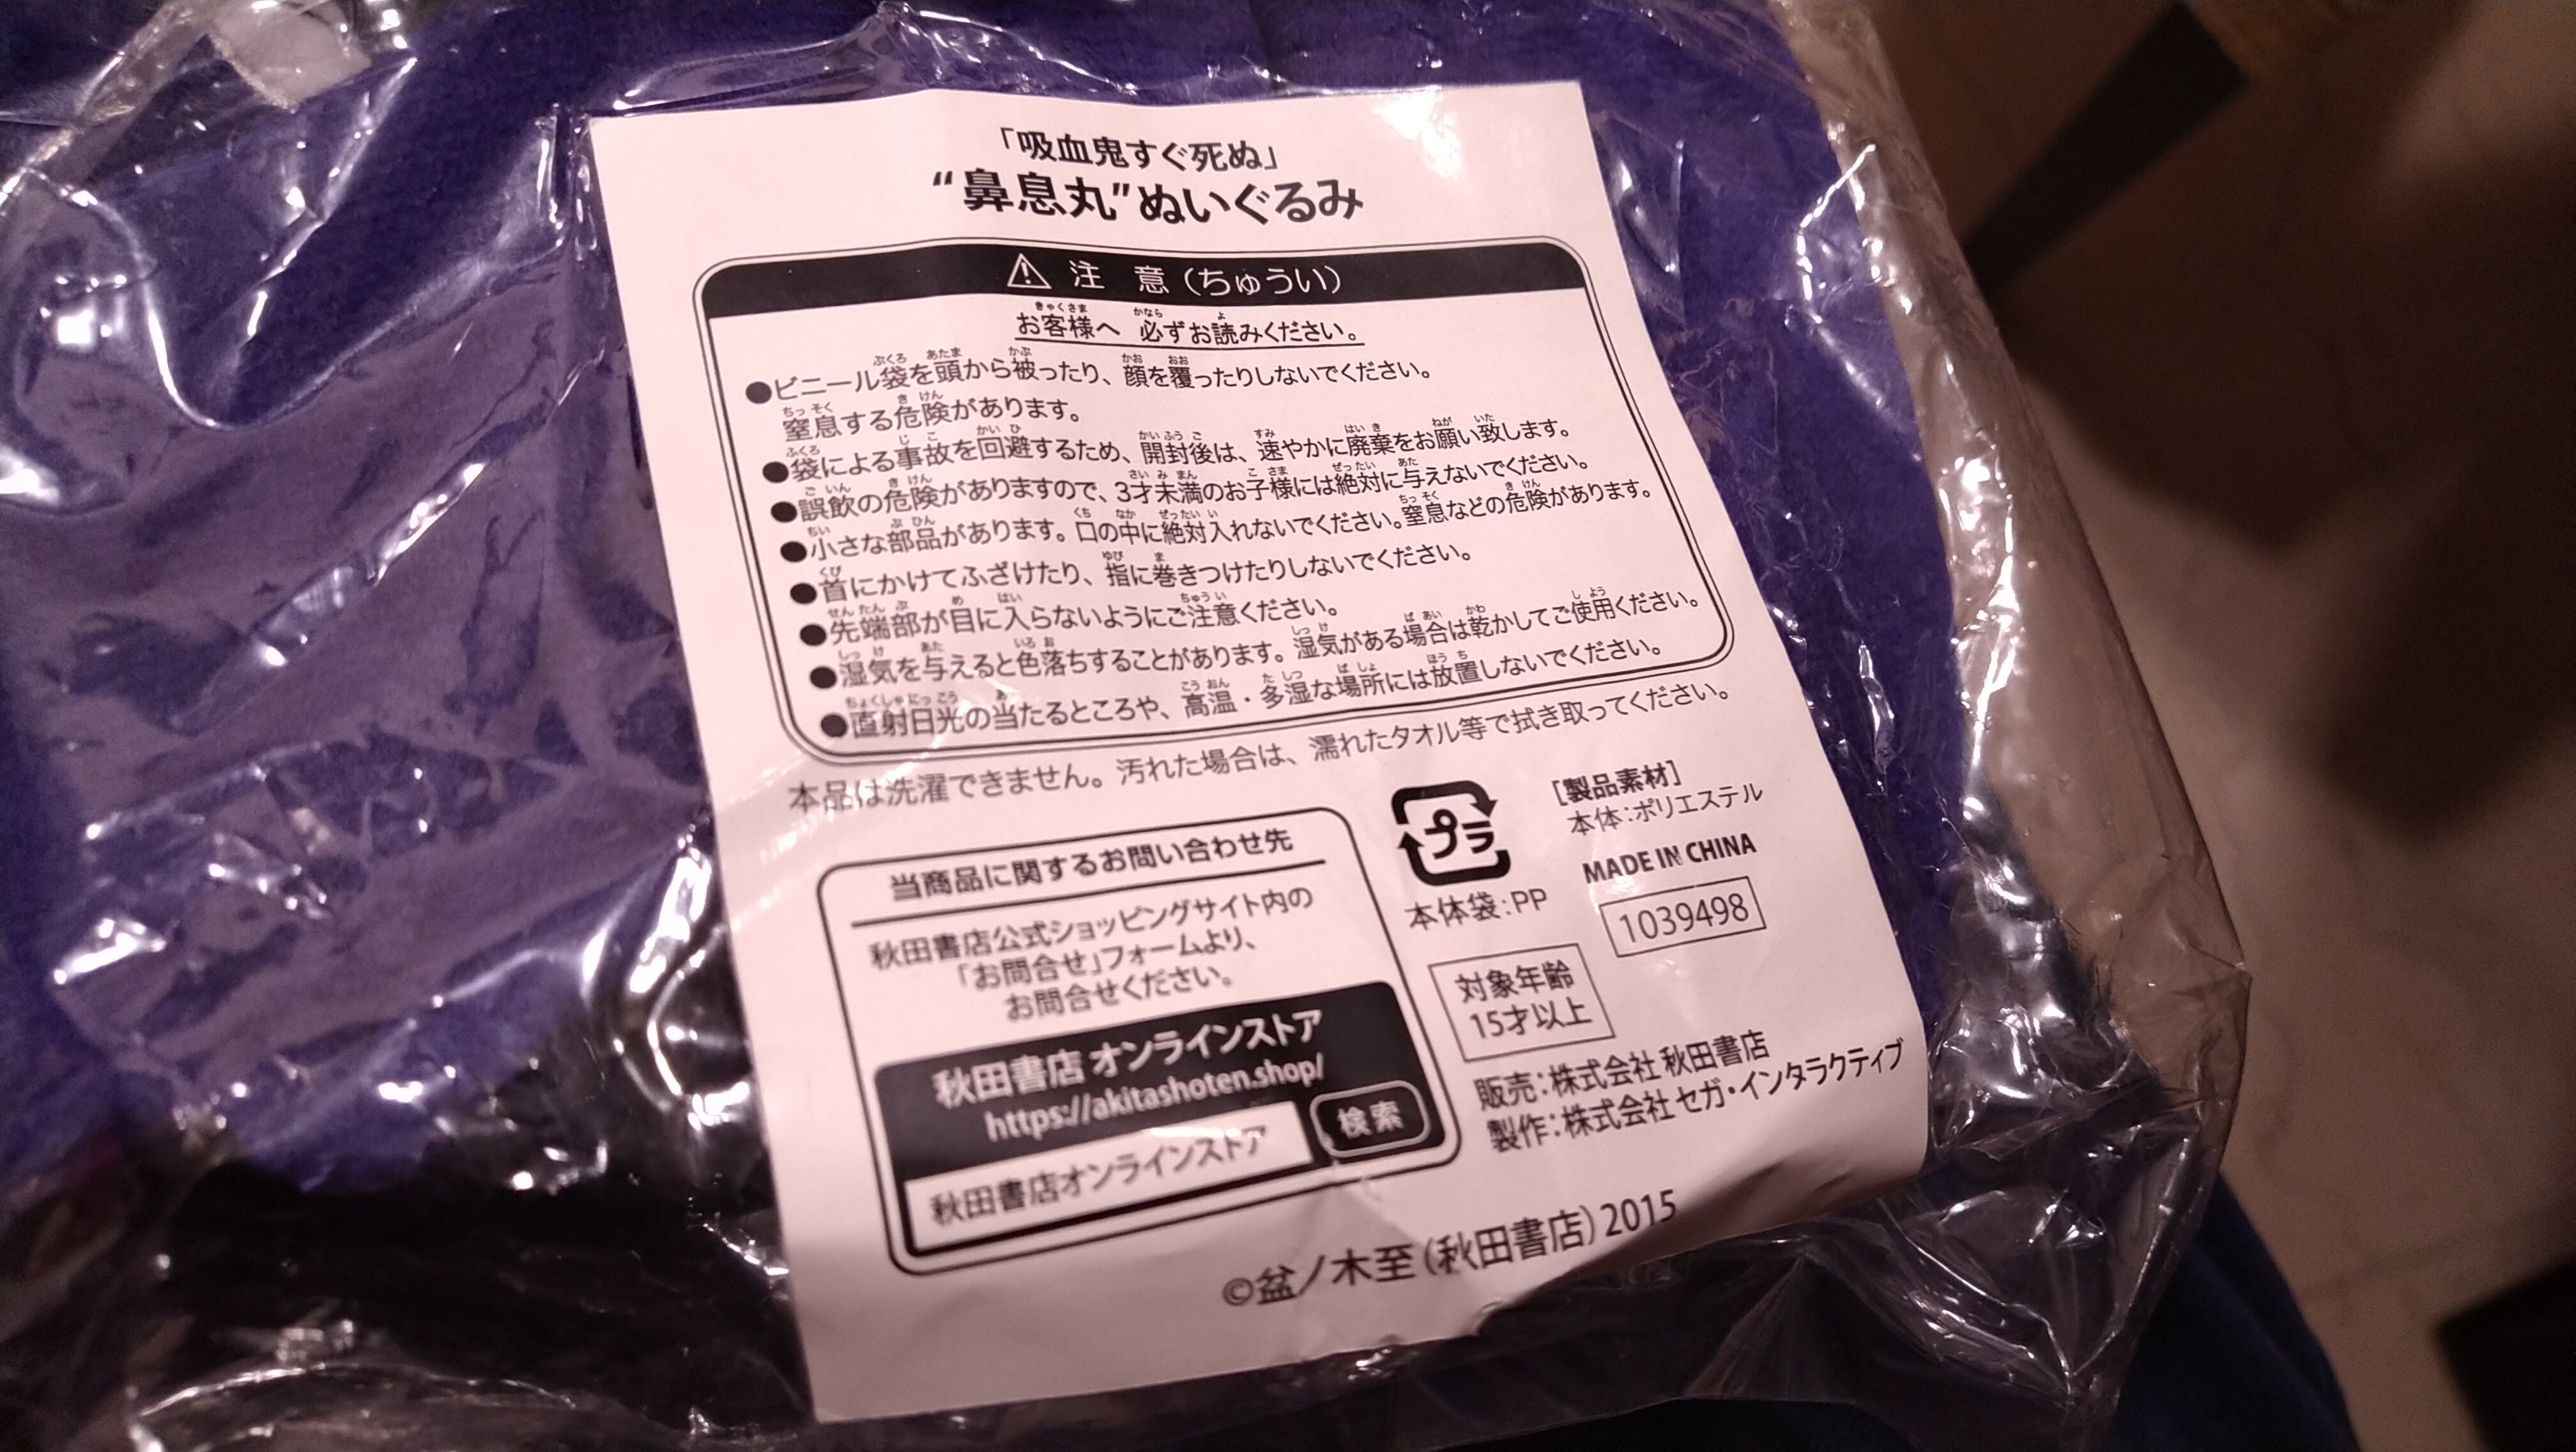 「吸血鬼すぐ死ぬ」
“鼻息丸”ぬいぐるみ
⚠ 注 意(ちゅうい)
お客様へ 必ずお読みください。
●ビニール袋を頭から被ったり、顔を覆ったりしないでください。
窒息する危険があります。
●袋による事故を回避するため、開封後は、速やかに廃棄をお願い致します。
●誤飲の危険がありますので、3才未満のお子様には絶対に与えないでください。
●小さな部品があります。口の中に絶対入れないでください。窒息などの危険があります。
●首にかけてふざけたり、指に巻きつけたりしないでください。
●先端部が目に入らないようにご注意ください。
●湿気を与えると色落ちすることがあります。湿気がある場合は乾かしてご使用ください。
●直射日光の当たるところや、高温・多湿な場所には放置しないでください。
本品は洗濯できません。汚れた場合は、濡れたタオル等で拭き取ってください。
当商品に関するお問い合わせ先
秋田書店公式ショッピングサイト内の
「お問合せ」フォームより、
お問合せください。
秋田書店 オンラインストア
https://akitashoten.shop/
秋田書店オンラインストア
検索
プラ
本体袋:PP
[製品素材]
本体:ポリエステル
MADE IN CHINA
1039498
対象年齢
15才以上
販売:株式会社 秋田書店
製作:株式会社 セガ・インタラクティブ
©盆ノ木至(秋田書店)2015